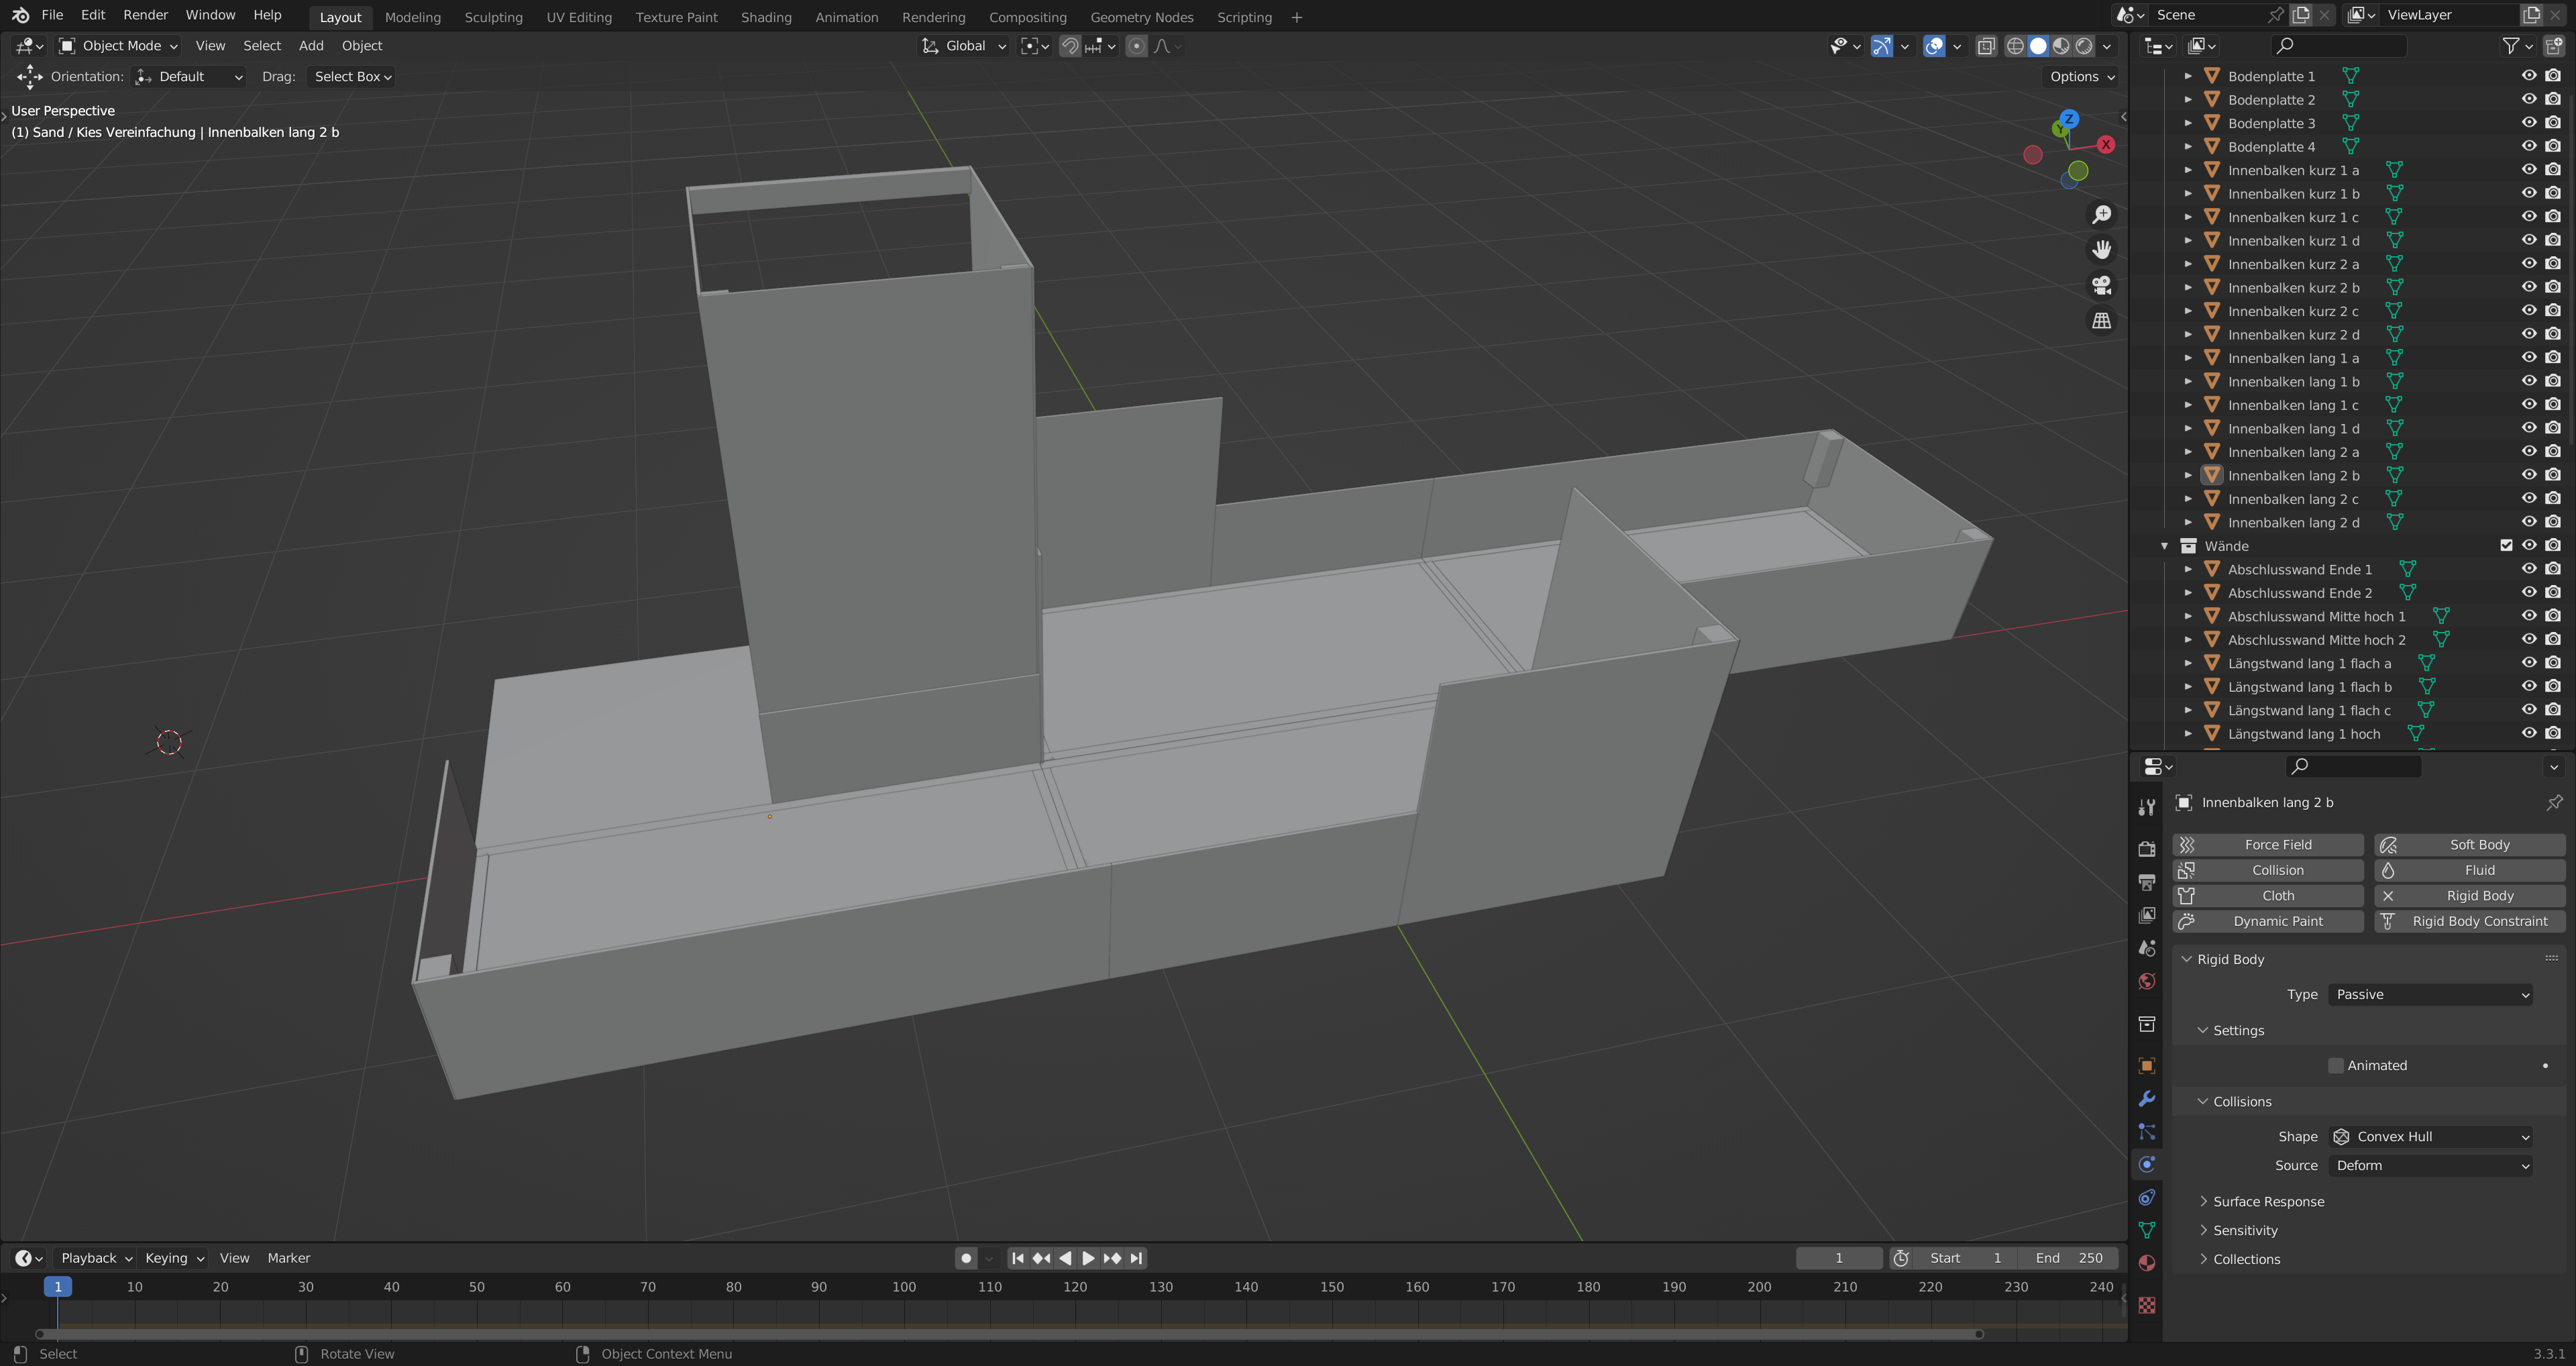 File Edit Render Window Help Layout Modeling Sculpting UV Editing Texture Paint Shading Animation Rendering Compositing Geometry Nodes Scripting + Scene ViewLayer
Object Mode View Select Add Object Global
Orientation: Default Drag: Select Box Options
User Perspective
(1) Sand / Kies Vereinfachung | Innenbalken lang 2 b
Z
Y
X
Bodenplatte 1
Bodenplatte 2
Bodenplatte 3
Bodenplatte 4
Innenbalken kurz 1 a
Innenbalken kurz 1 b
Innenbalken kurz 1 c
Innenbalken kurz 1 d
Innenbalken kurz 2 a
Innenbalken kurz 2 b
Innenbalken kurz 2 c
Innenbalken kurz 2 d
Innenbalken lang 1 a
Innenbalken lang 1 b
Innenbalken lang 1 c
Innenbalken lang 1 d
Innenbalken lang 2 a
Innenbalken lang 2 b
Innenbalken lang 2 c
Innenbalken lang 2 d
Wände
Abschlusswand Ende 1
Abschlusswand Ende 2
Abschlusswand Mitte hoch 1
Abschlusswand Mitte hoch 2
Längstwand lang 1 flach a
Längstwand lang 1 flach b
Längstwand lang 1 flach c
Längstwand lang 1 hoch
Innenbalken lang 2 b
Force Field Soft Body
Collision Fluid
Cloth Rigid Body
Dynamic Paint Rigid Body Constraint
Rigid Body
Type Passive
Settings
Animated
Collisions
Shape Convex Hull
Source Deform
Surface Response
Sensitivity
Collections
Playback Keying View Marker 1 Start 1 End 250
1 10 20 30 40 50 60 70 80 90 100 110 120 130 140 150 160 170 180 190 200 210 220 230 240
Select Rotate View Object Context Menu 3.3.1